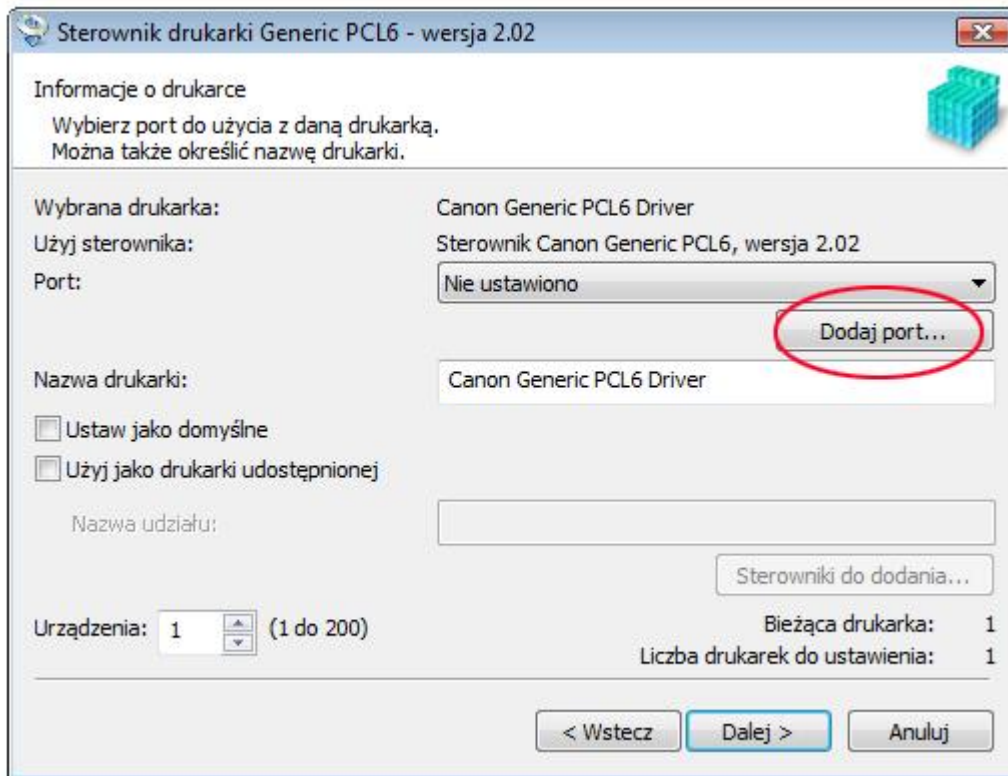 Sterownik drukarki Generic PCL6 - wersja 2.02
Informacje o drukarce
Wybierz port do użycia z daną drukarką.
Można także określić nazwę drukarki.
Wybrana drukarka: Canon Generic PCL6 Driver
Użyj sterownika: Sterownik Canon Generic PCL6, wersja 2.02
Port: Nie ustawiono
Dodaj port...
Nazwa drukarki: Canon Generic PCL6 Driver
Ustaw jako domyślne
Użyj jako drukarki udostępnionej
Nazwa udziału:
Sterowniki do dodania...
Urządzenia: 1 (1 do 200) Bieżąca drukarka: 1
Liczba drukarek do ustawienia: 1
< Wstecz Dalej > Anuluj